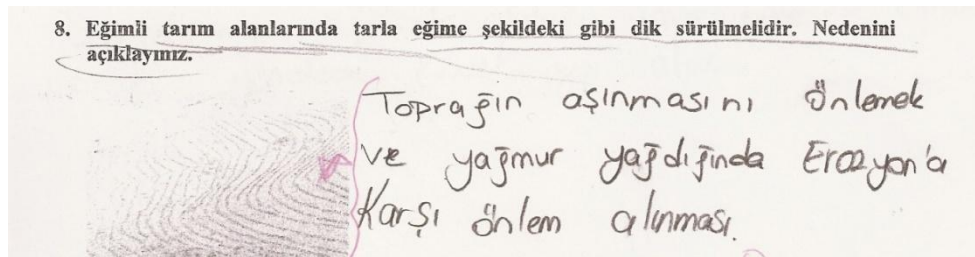 8. Eğimli tarım alanlarında tarla eğime şekildeki gibi dik sürülmelidir. Nedenini
açıklayınız.
Toprağın aşınmasını önlemek
ve yağmur yağdığında Erozyon'a
Karşı önlem alınması.